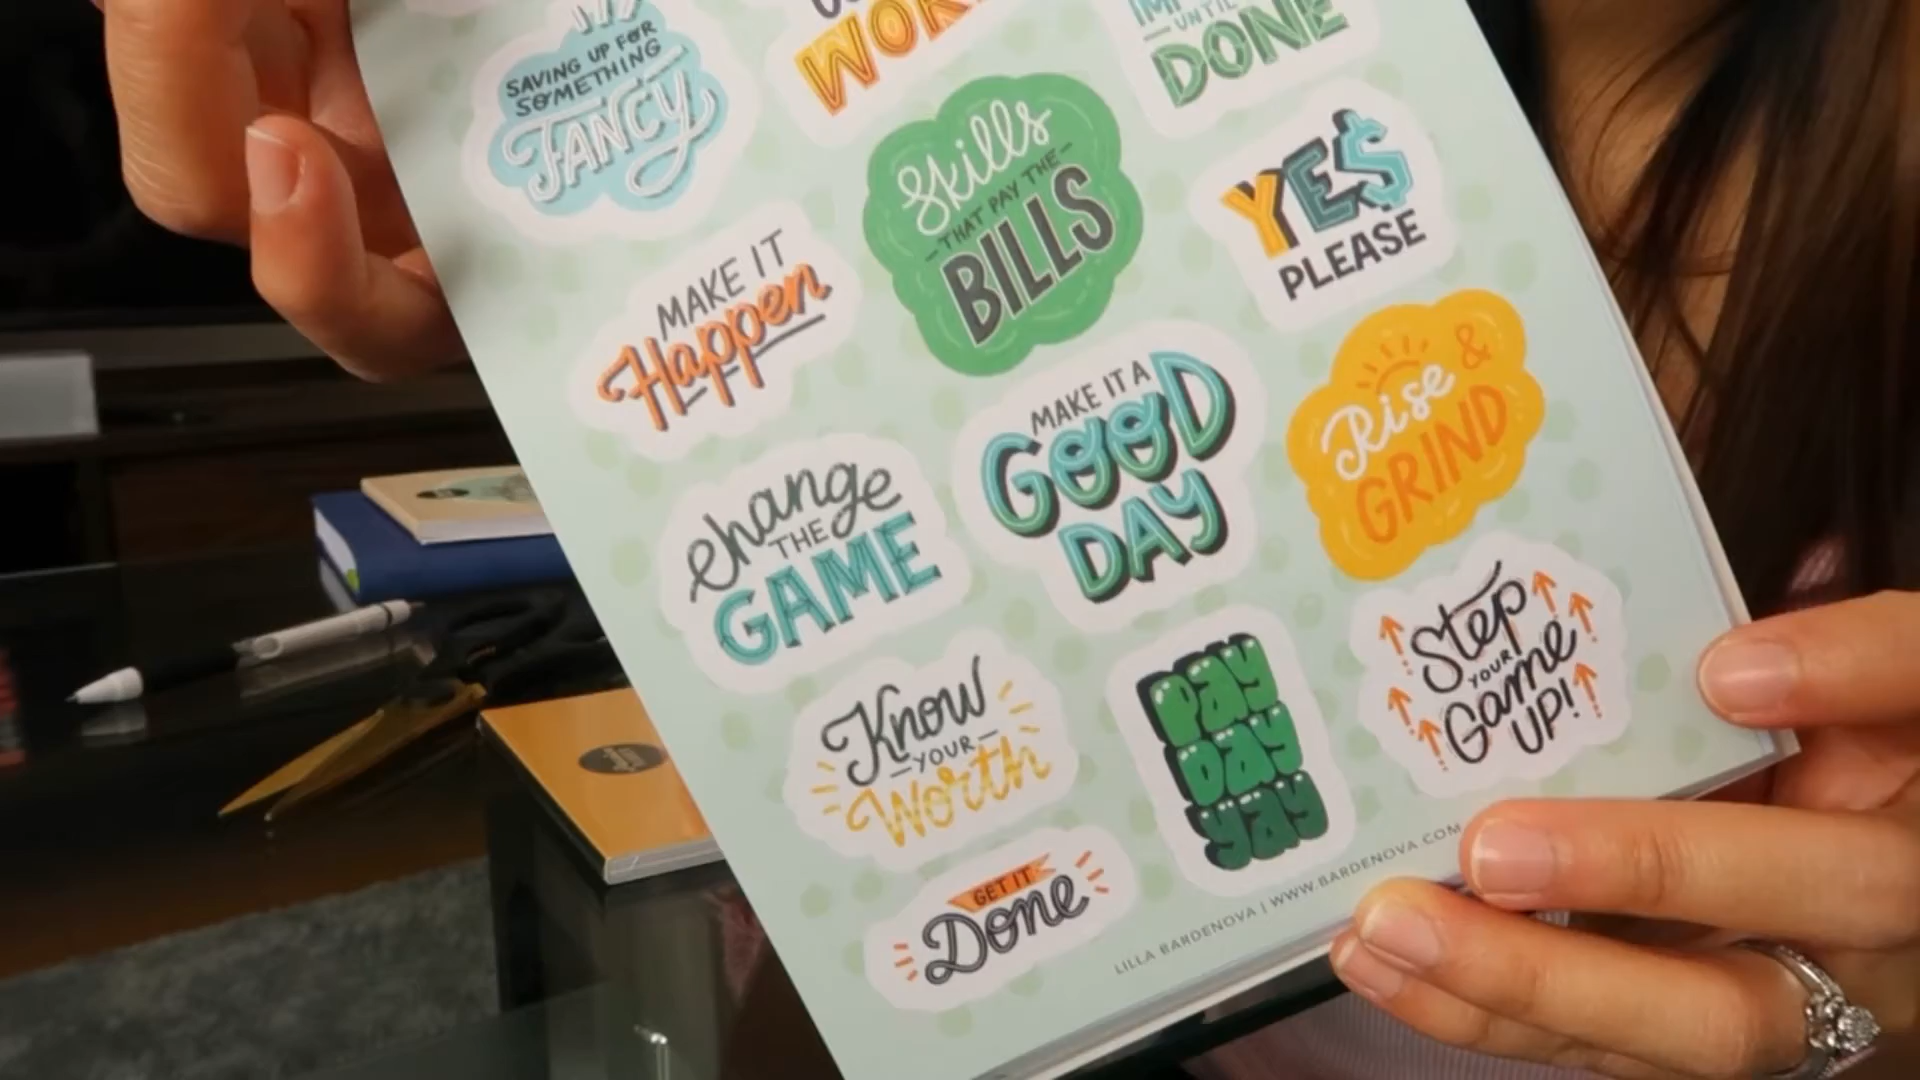 SAVING UP FOR
SOMETHING
FANCY
UNTIL
DONE
Skills
THAT PAY THE
BILLS
YE$
PLEASE
MAKE IT
Happen
MAKE IT A
GOOD
DAY
Rise &
GRIND
change
THE
GAME
Step
YOUR
Game
UP!
Know
YOUR
Worth
PAY
DAY
YAY
GET IT
Done
LILLA BARDENOVA | WWW.BARDENOVA.COM